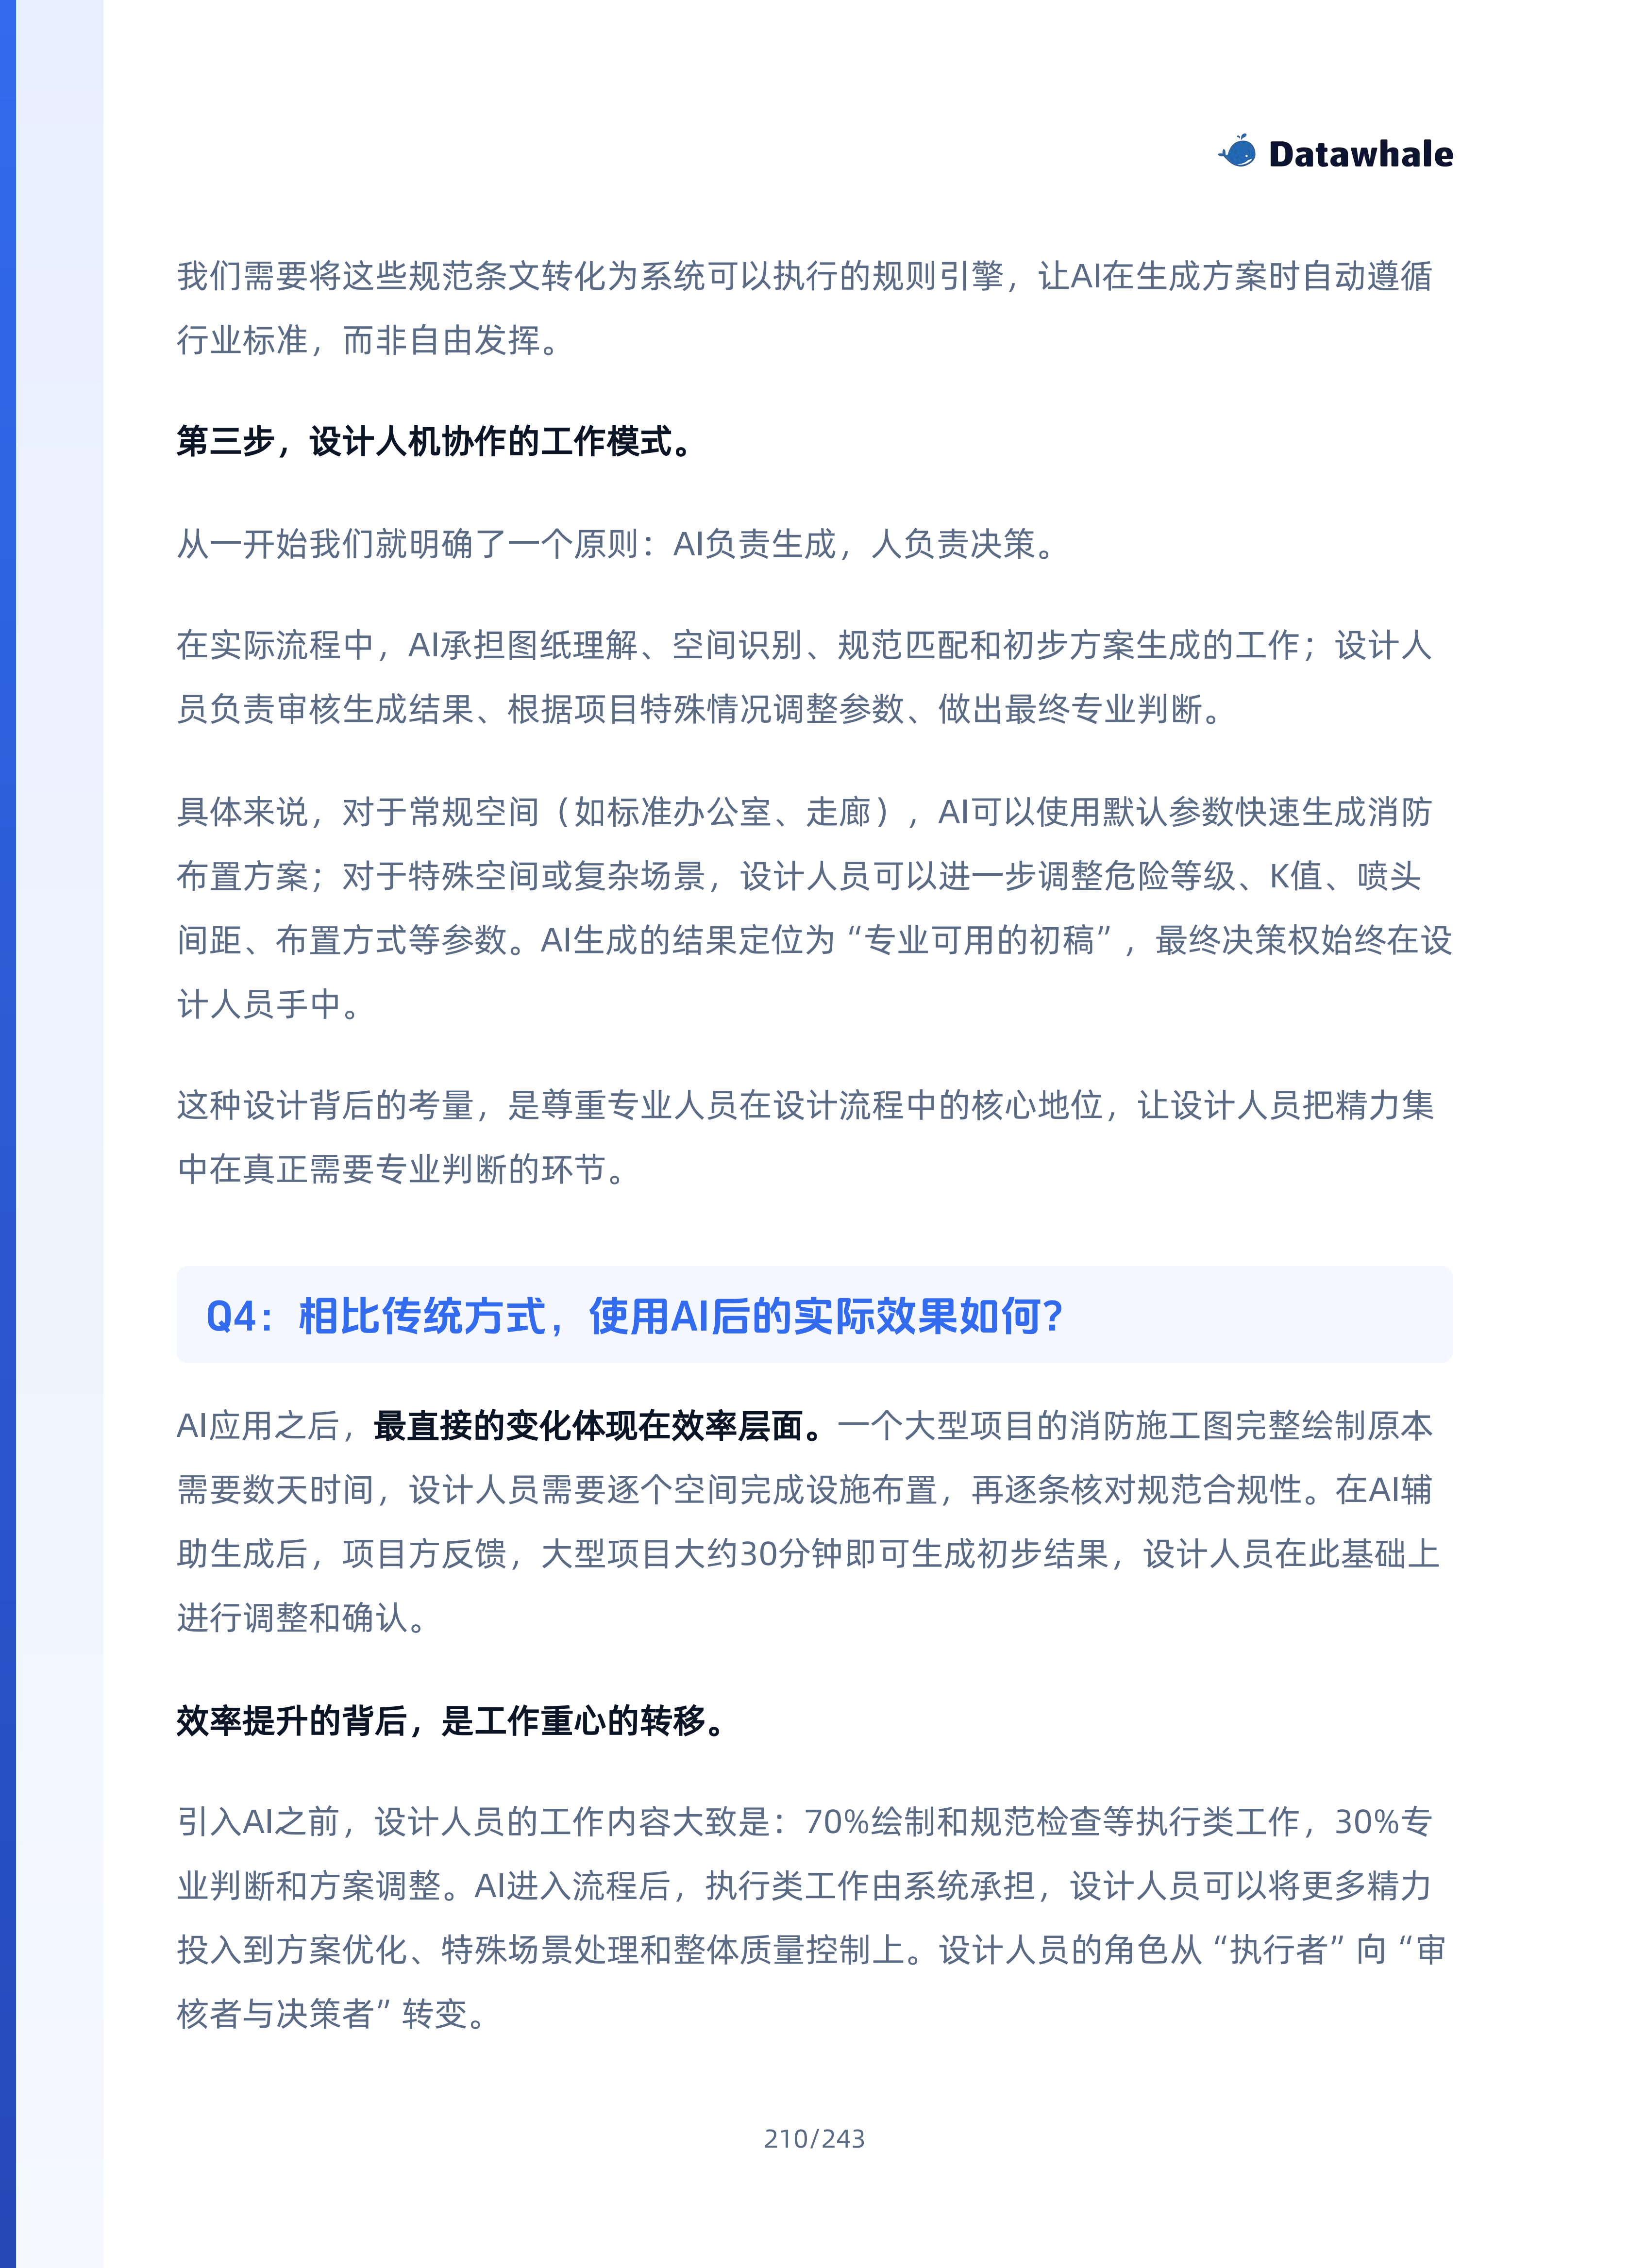 Datawhale
我们需要将这些规范条文转化为系统可以执行的规则引擎，让AI在生成方案时自动遵循
行业标准，而非自由发挥。
第三步，设计人机协作的工作模式。
从一开始我们就明确了一个原则：AI负责生成，人负责决策。
在实际流程中，AI承担图纸理解、空间识别、规范匹配和初步方案生成的工作；设计人
员负责审核生成结果、根据项目特殊情况调整参数、做出最终专业判断。
具体来说，对于常规空间（如标准办公室、走廊），AI可以使用默认参数快速生成消防
布置方案；对于特殊空间或复杂场景，设计人员可以进一步调整危险等级、K值、喷头
间距、布置方式等参数。AI生成的结果定位为“专业可用的初稿”，最终决策权始终在设
计人员手中。
这种设计背后的考量，是尊重专业人员在设计流程中的核心地位，让设计人员把精力集
中在真正需要专业判断的环节。
Q4：相比传统方式，使用AI后的实际效果如何？
AI应用之后，最直接的变化体现在效率层面。一个大型项目的消防施工图完整绘制原本
需要数天时间，设计人员需要逐个空间完成设施布置，再逐条核对规范合规性。在AI辅
助生成后，项目方反馈，大型项目大约30分钟即可生成初步结果，设计人员在此基础上
进行调整和确认。
效率提升的背后，是工作重心的转移。
引入AI之前，设计人员的工作内容大致是：70%绘制和规范检查等执行类工作，30%专
业判断和方案调整。AI进入流程后，执行类工作由系统承担，设计人员可以将更多精力
投入到方案优化、特殊场景处理和整体质量控制上。设计人员的角色从“执行者”向“审
核者与决策者”转变。
210/243